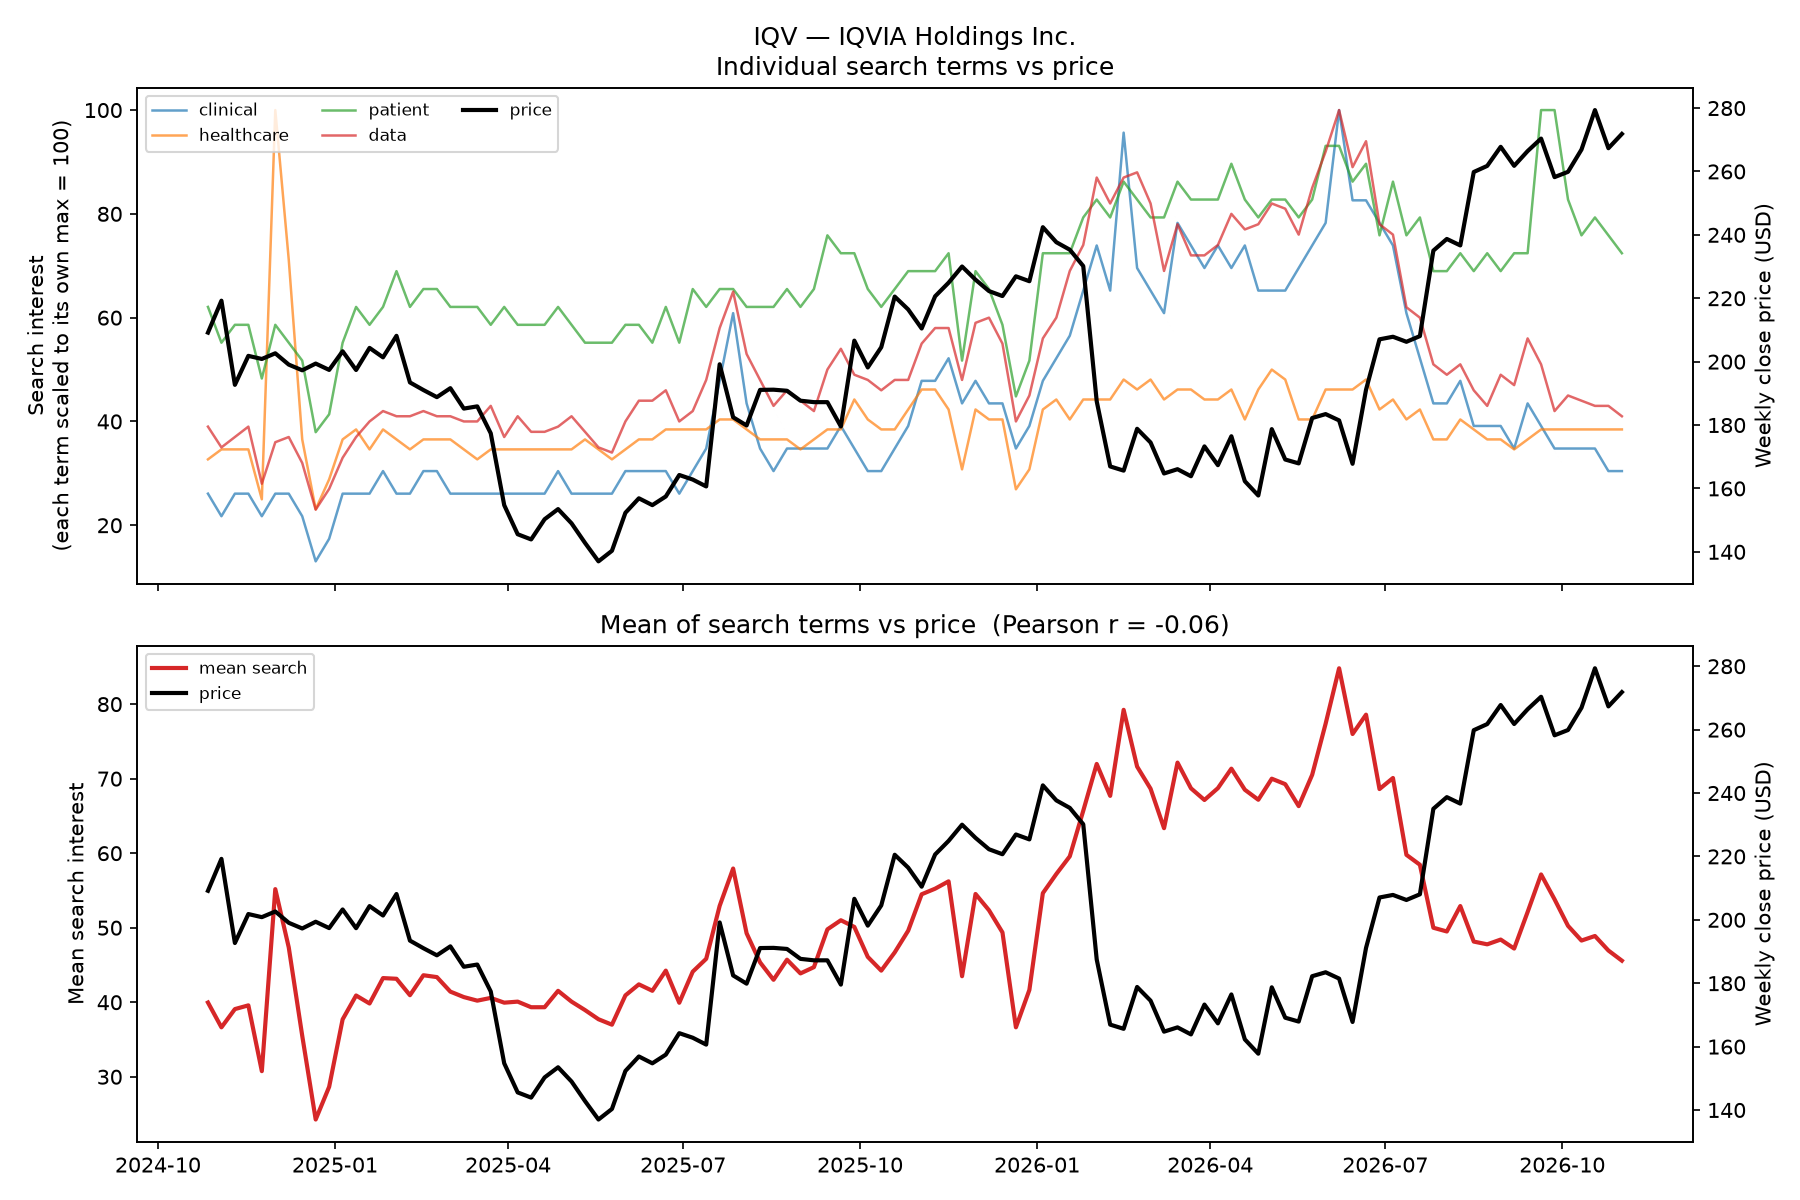 IQV — IQVIA Holdings Inc.
Individual search terms vs price
clinical
healthcare
patient
data
price
Search interest
(each term scaled to its own max = 100)
100
80
60
40
20
280
260
240
220
200
180
160
140
Weekly close price (USD)
Mean of search terms vs price  (Pearson r = -0.06)
mean search
price
Mean search interest
80
70
60
50
40
30
280
260
240
220
200
180
160
140
Weekly close price (USD)
2024-10
2025-01
2025-04
2025-07
2025-10
2026-01
2026-04
2026-07
2026-10